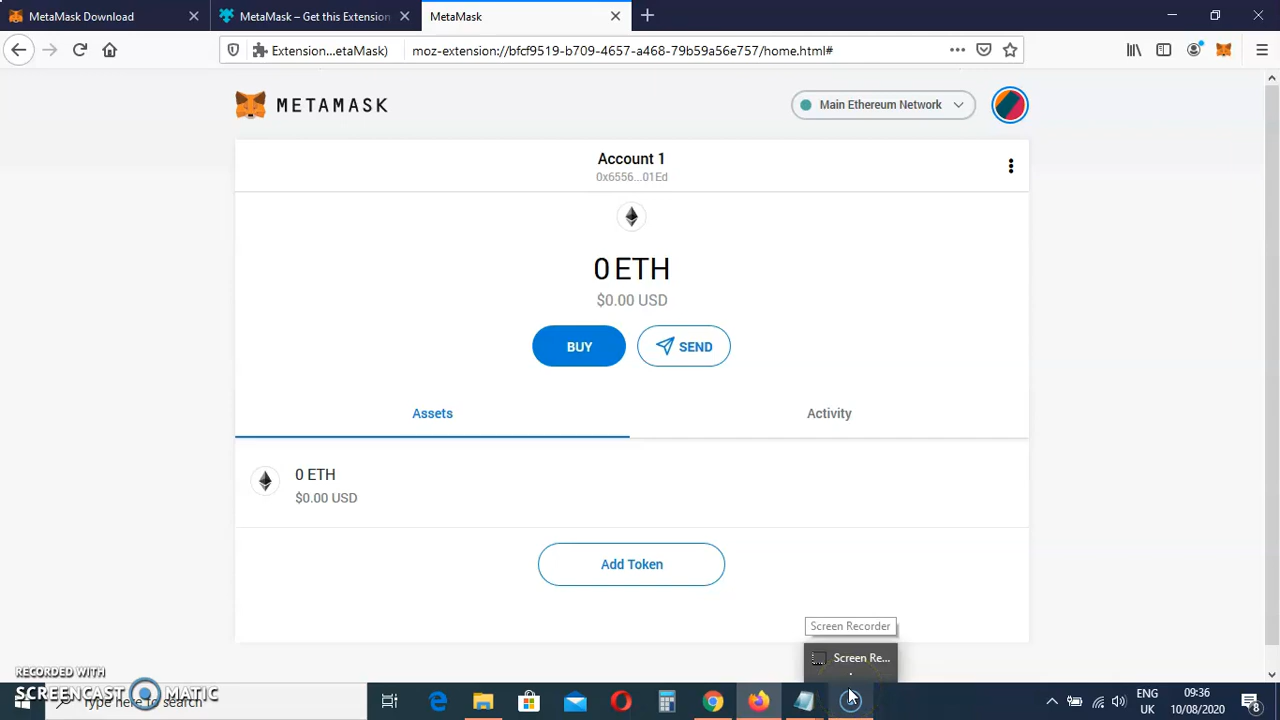 MetaMask Download
MetaMask – Get this Extension
MetaMask
Extension...etaMask)
moz-extension://bfcf9519-b709-4657-a468-79b59a56e757/home.html#
METAMASK
Main Ethereum Network
Account 1
0x6556...01Ed
0 ETH
$0.00 USD
BUY
SEND
Assets
Activity
0 ETH
$0.00 USD
Add Token
Screen Recorder
Screen Re...
RECORDED WITH
SCREENCAST MATIC
Type here to search
ENG
UK
09:36
10/08/2020
8